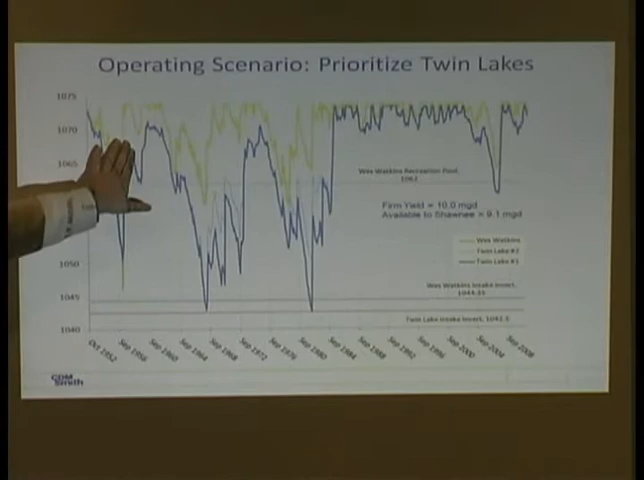 Operating Scenario: Prioritize Twin Lakes
1075
1070
1065
1050
1045
1040
Wes Watkins Recreation Pool,
1062
Firm Yield = 10.0 mgd
Available to Shawnee = 9.1 mgd
Wes Watkins
Twin Lake #2
Twin Lake #1
Wes Watkins Intake Invert,
1044.35
Twin Lake Intake Invert, 1042.5
Oct 1952
Sep 1956
Sep 1960
Sep 1964
Sep 1968
Sep 1972
Sep 1976
Sep 1980
Sep 1984
Sep 1988
Sep 1992
Sep 1996
Sep 2000
Sep 2004
Sep 2008
CDM
Smith